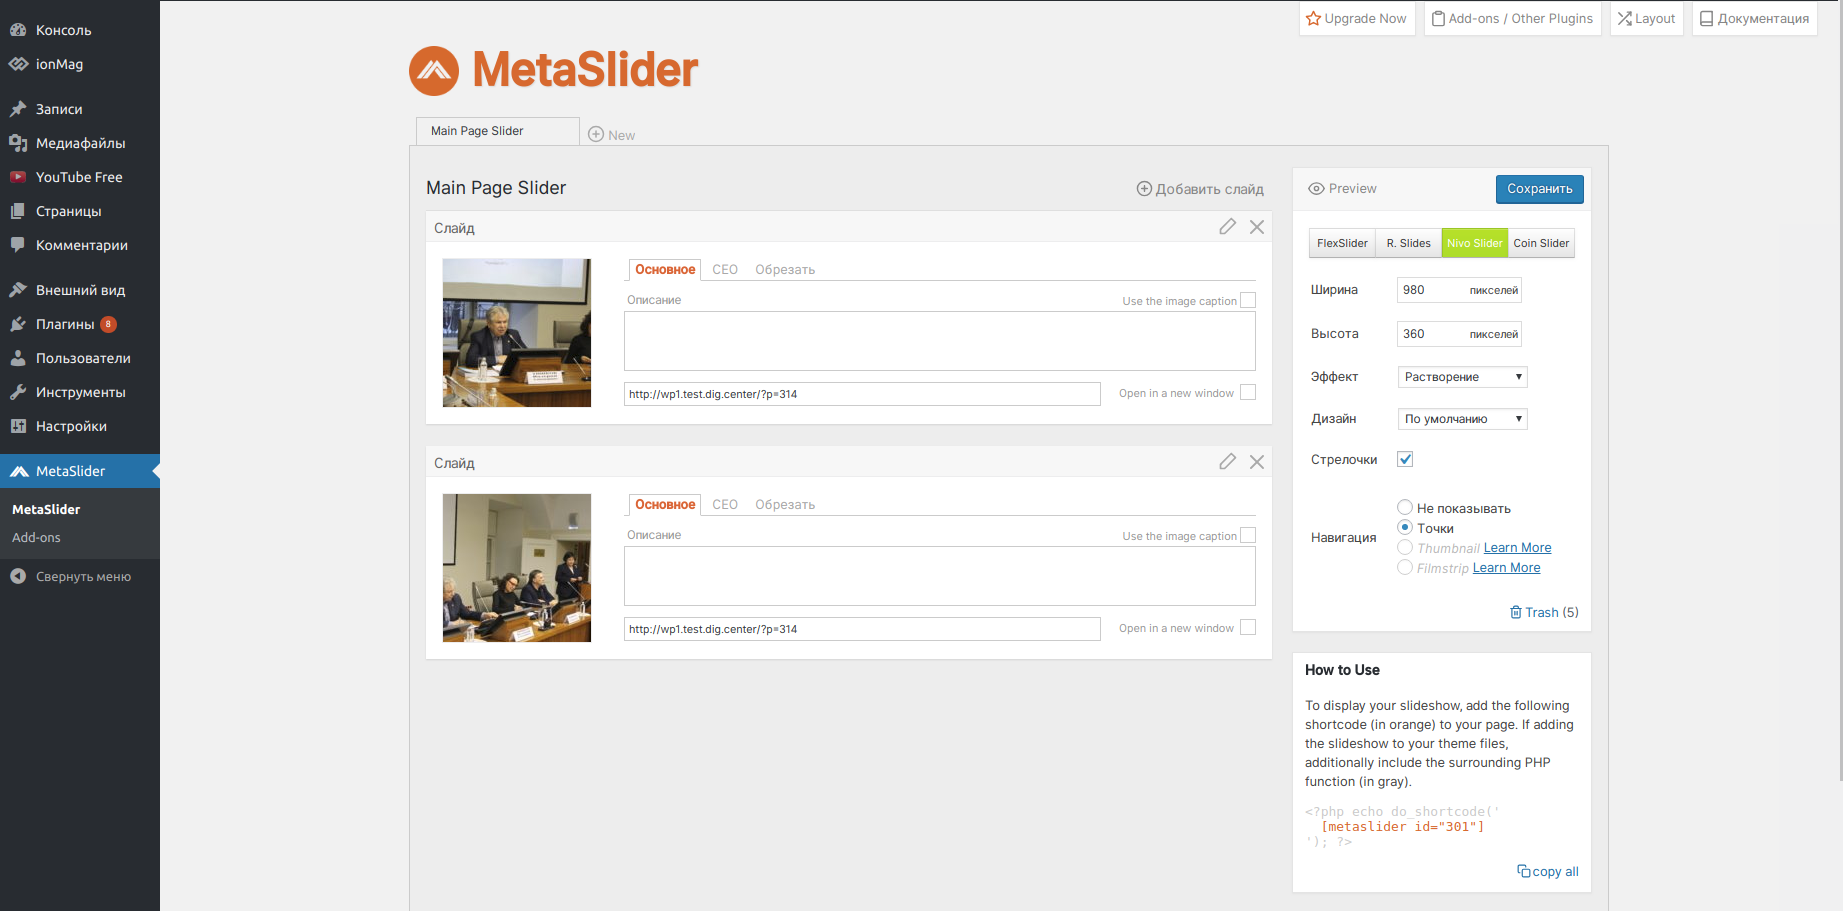 Консоль
ionMag
Записи
Медиафайлы
YouTube Free
Страницы
Комментарии
Внешний вид
Плагины 8
Пользователи
Инструменты
Настройки
MetaSlider
MetaSlider
Add-ons
Свернуть меню
Upgrade Now
Add-ons / Other Plugins
Layout
Документация
MetaSlider
Main Page Slider
New
Main Page Slider
Добавить слайд
Слайд
Основное
СЕО
Обрезать
Описание
Use the image caption
http://wp1.test.dig.center/?p=314
Open in a new window
Слайд
Основное
СЕО
Обрезать
Описание
Use the image caption
http://wp1.test.dig.center/?p=314
Open in a new window
Preview
Сохранить
FlexSlider
R. Slides
Nivo Slider
Coin Slider
Ширина
980 пикселей
Высота
360 пикселей
Эффект
Растворение
Дизайн
По умолчанию
Стрелочки
Навигация
Не показывать
Точки
Thumbnail Learn More
Filmstrip Learn More
Trash (5)
How to Use
To display your slideshow, add the following
shortcode (in orange) to your page. If adding
the slideshow to your theme files,
additionally include the surrounding PHP
function (in gray).
<?php echo do_shortcode('
[metaslider id="301"]
'); ?>
copy all